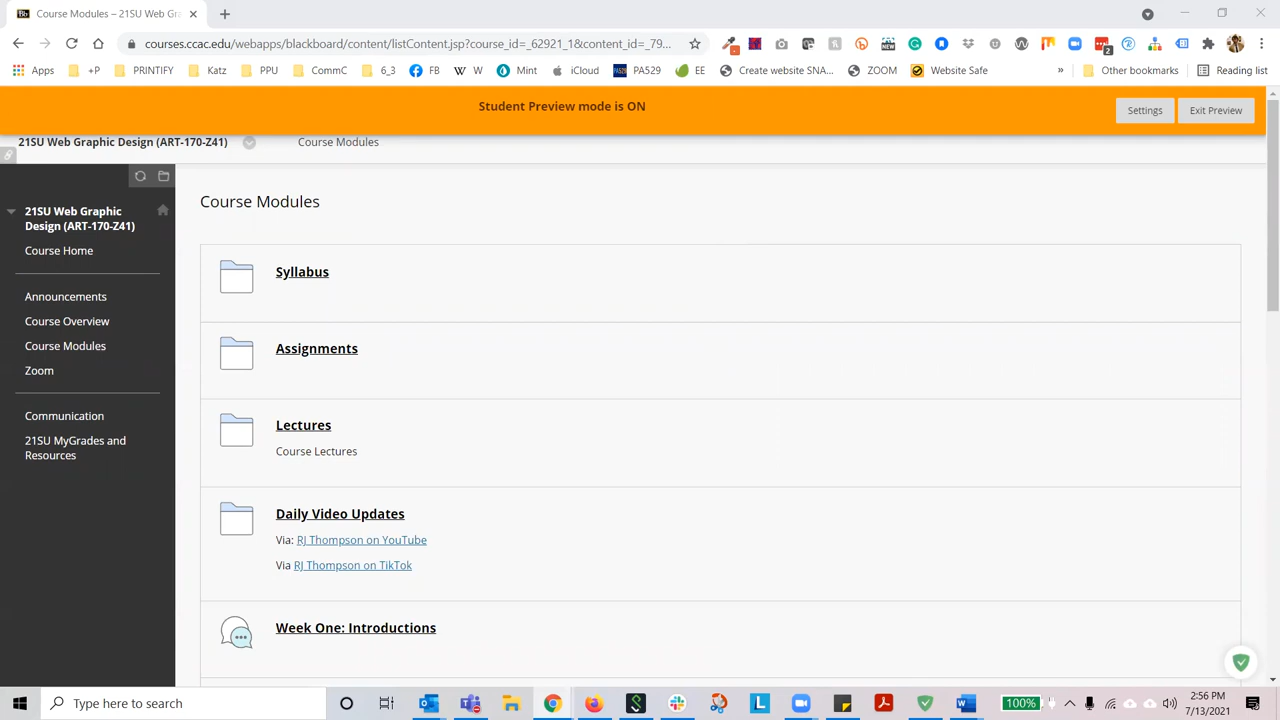 Bb
Course Modules – 21SU Web Gra
courses.ccac.edu/webapps/blackboard/content/listContent.jsp?course_id=_62921_1&content_id=_79...
NEW
2
Apps
+P
PRINTIFY
Katz
PPU
CommC
6_3
FB
W W
Mint
iCloud
PA529 PA529
EE
Create website SNA...
ZOOM
Website Safe
»
Other bookmarks
Reading list
Student Preview mode is ON
Settings
Exit Preview
21SU Web Graphic Design (ART-170-Z41)
Course Modules
21SU Web Graphic
Design (ART-170-Z41)
Course Home
Announcements
Course Overview
Course Modules
Zoom
Communication
21SU MyGrades and
Resources
Course Modules
Syllabus
Assignments
Lectures
Course Lectures
Daily Video Updates
Via: RJ Thompson on YouTube
Via RJ Thompson on TikTok
Week One: Introductions
Type here to search
100%
2:56 PM
7/13/2021